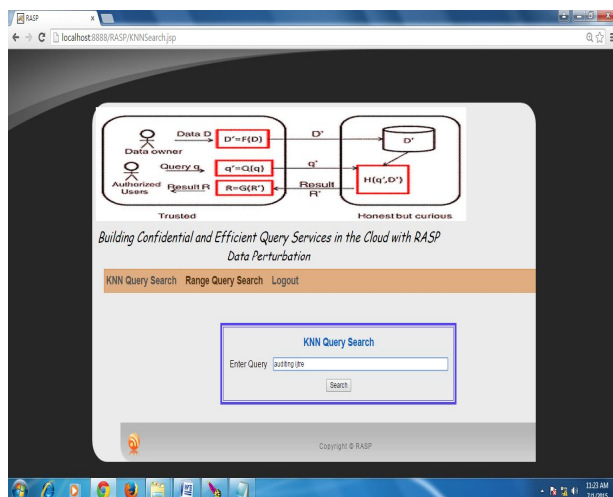 RASP
localhost:8888/RASP/KNNSearch.jsp
Data D
D'=F(D)
D'
D'
Data owner
Query q
q'=Q(q)
q'
H(q',D')
Authorized
Users
Result R
R=G(R')
Result
R'
Trusted
Honest but curious
Building Confidential and Efficient Query Services in the Cloud with RASP
Data Perturbation
KNN Query Search Range Query Search Logout
KNN Query Search
Enter Query auditing ijtre
Search
Copyright © RASP
11:23 AM